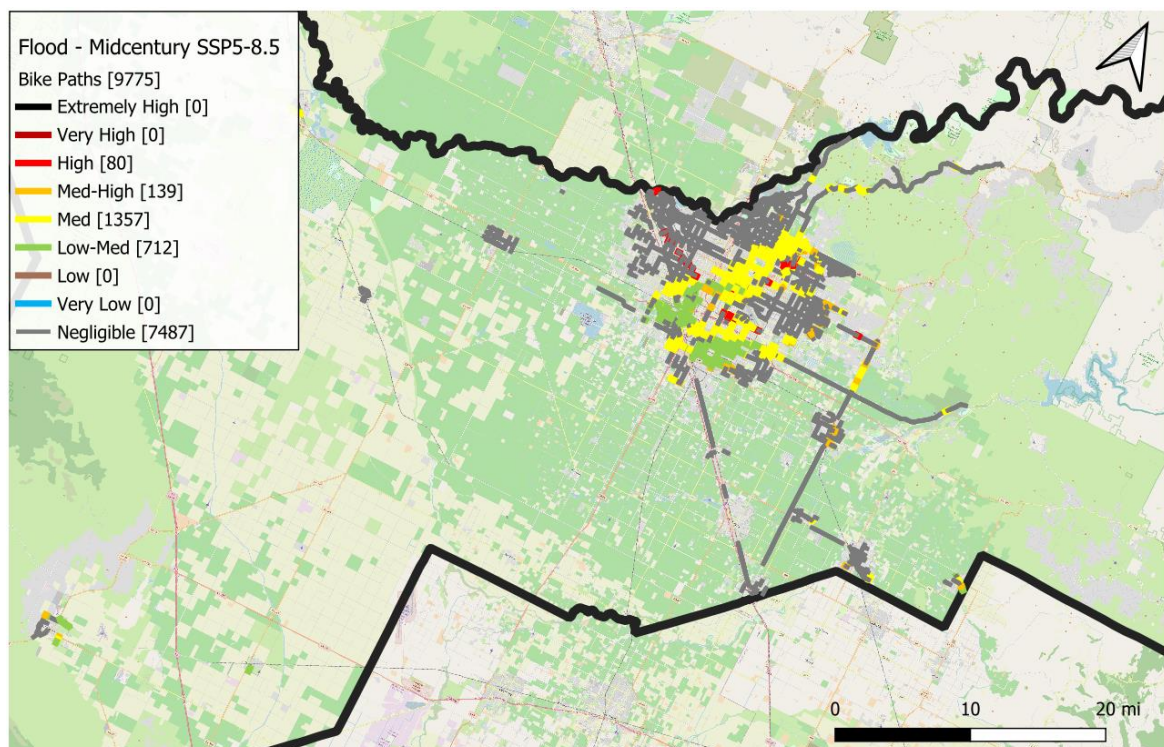 Flood - Midcentury SSP5-8.5
Bike Paths [9775]
Extremely High [0]
Very High [0]
High [80]
Med-High [139]
Med [1357]
Low-Med [712]
Low [0]
Very Low [0]
Negligible [7487]
0 10 20 mi